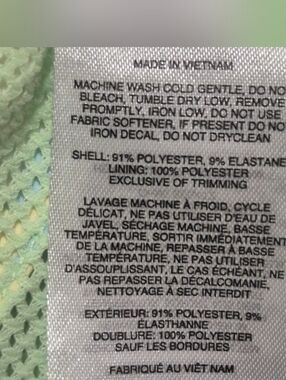 MADE IN VIETNAM
MACHINE WASH COLD GENTLE, DO NO
BLEACH, TUMBLE DRY LOW, REMOVE
PROMPTLY, IRON LOW, DO NOT USE
FABRIC SOFTENER, IF PRESENT DO NO
IRON DECAL, DO NOT DRYCLEAN
SHELL: 91% POLYESTER, 9% ELASTANE
LINING: 100% POLYESTER
EXCLUSIVE OF TRIMMING
LAVAGE MACHINE À FROID, CYCLE
DÉLICAT, NE PAS UTILISER D'EAU DE
JAVEL, SÉCHAGE MACHINE, BASSE
TEMPÉRATURE, SORTIR IMMÉDIATEMENT
DE LA MACHINE, REPASSER À BASSE
TEMPÉRATURE, NE PAS UTILISER
D'ASSOUPLISSANT, LE CAS ÉCHÉANT, NE
PAS REPASSER LA DÉCALCOMANIE,
NETTOYAGE À SEC INTERDIT
EXTÉRIEUR: 91% POLYESTER, 9%
ÉLASTHANNE
DOUBLURE: 100% POLYESTER
SAUF LES BORDURES
FABRIQUÉ AU VIÊT NAM